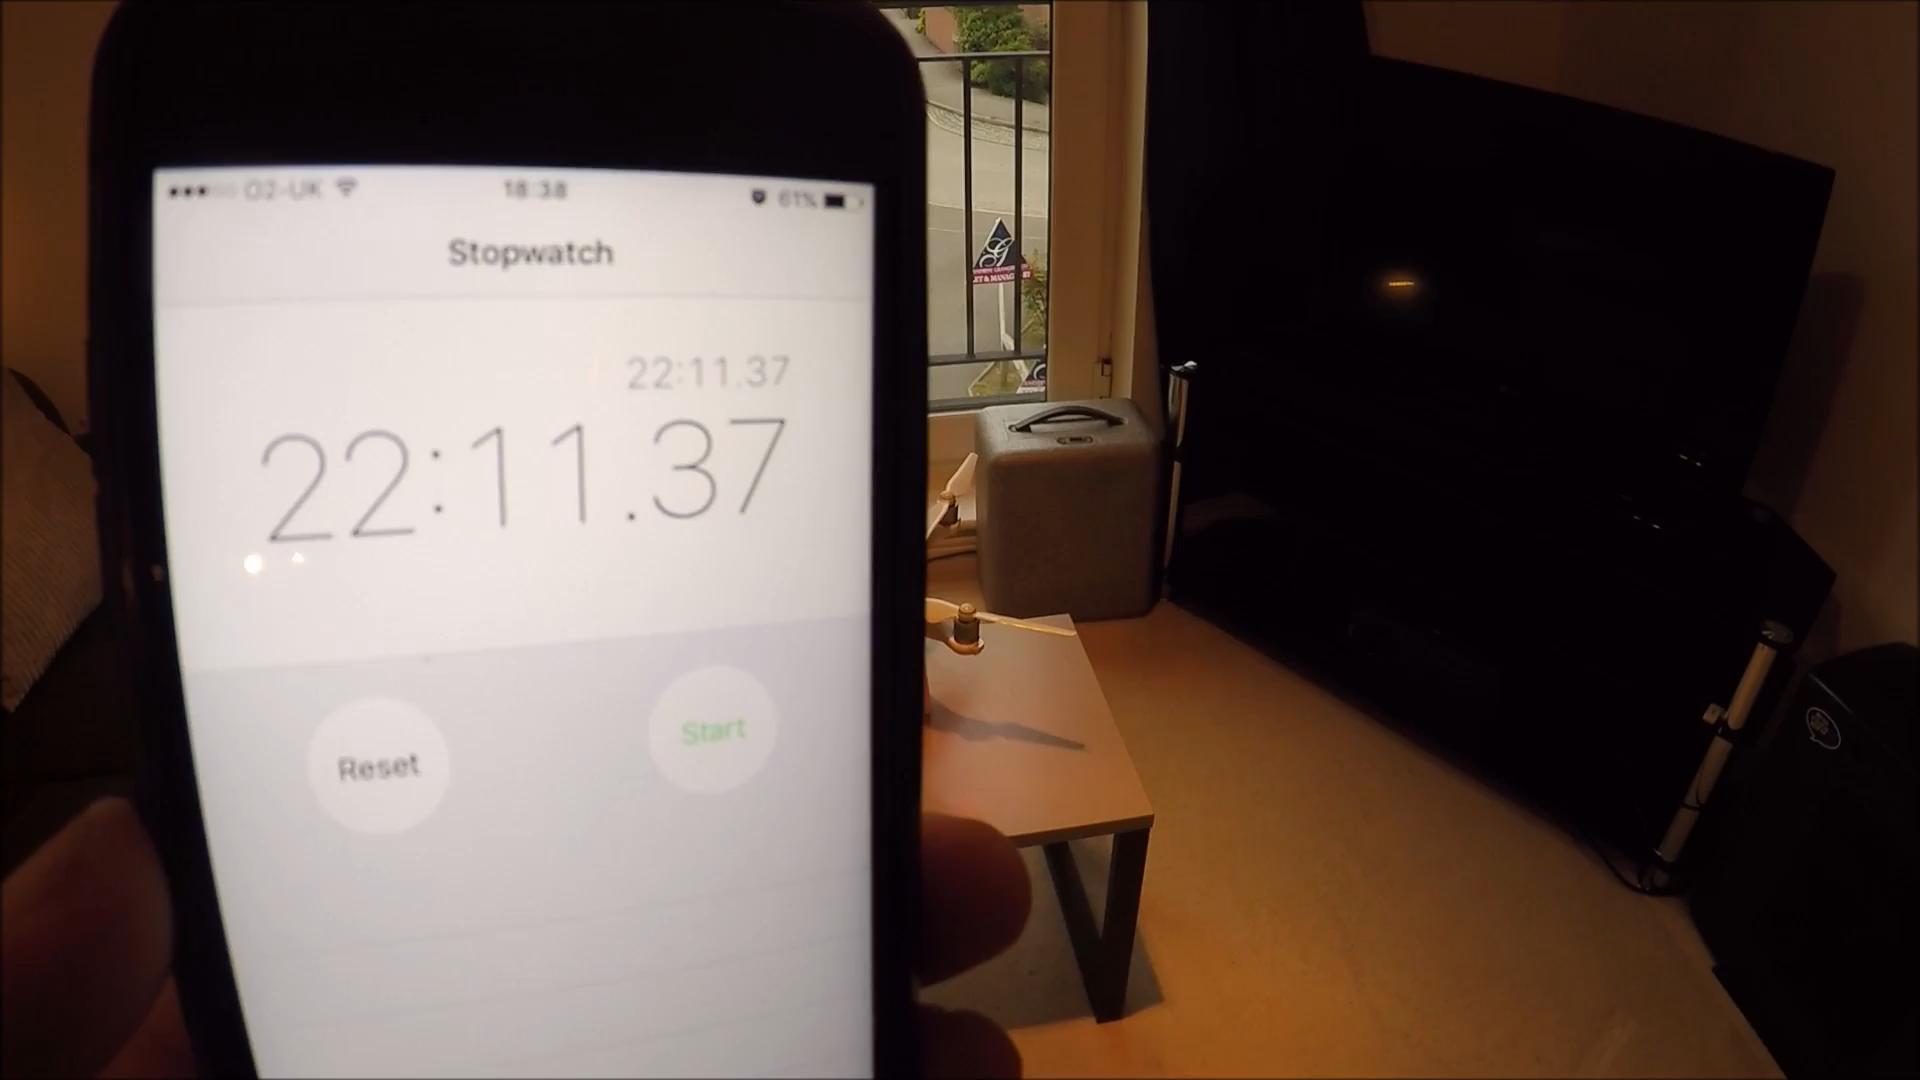 O2-UK 18:38 61%
Stopwatch
22:11.37
22:11.37
Reset Start
G